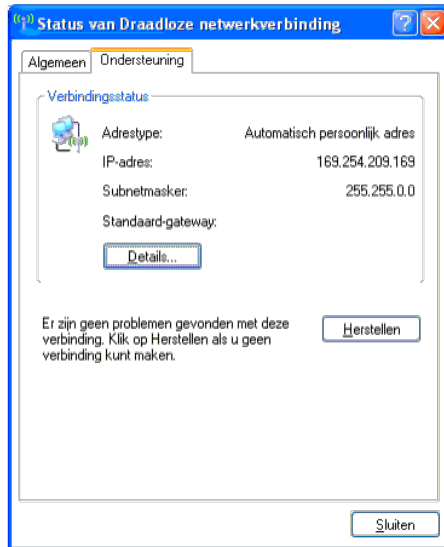 Status van Draadloze netwerkverbinding
Algemeen Ondersteuning
Verbindingsstatus
Adrestype: Automatisch persoonlijk adres
IP-adres: 169.254.209.169
Subnetmasker: 255.255.0.0
Standaard-gateway:
Details...
Er zijn geen problemen gevonden met deze
verbinding. Klik op Herstellen als u geen
verbinding kunt maken.
Herstellen
Sluiten